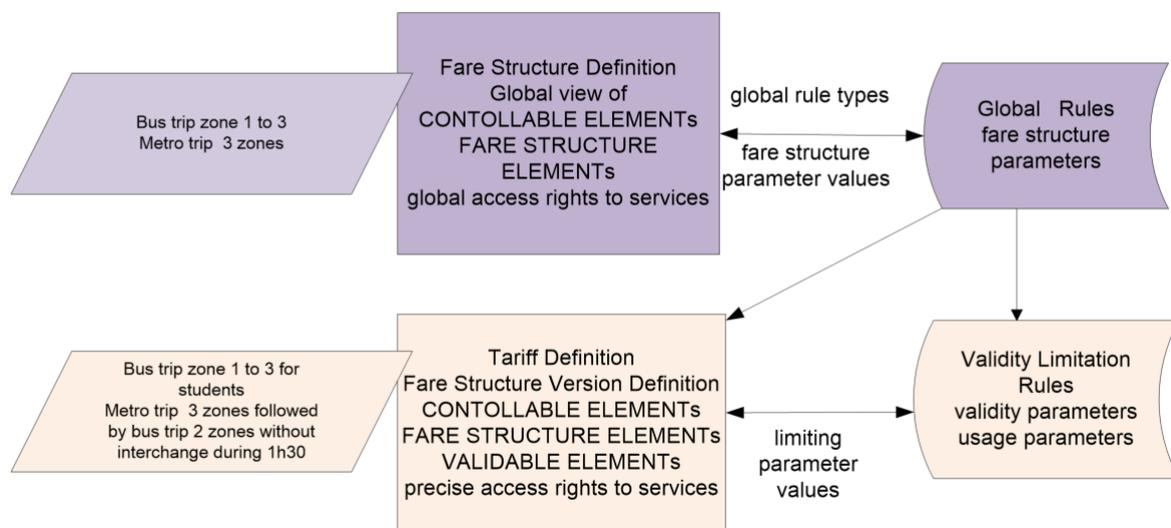 Bus trip zone 1 to 3
Metro trip 3 zones
Fare Structure Definition
Global view of
CONTOLLABLE ELEMENTs
FARE STRUCTURE
ELEMENTs
global access rights to services
global rule types
fare structure
parameter values
Global Rules
fare structure
parameters
Bus trip zone 1 to 3 for
students
Metro trip 3 zones followed
by bus trip 2 zones without
interchange during 1h30
Tariff Definition
Fare Structure Version Definition
CONTOLLABLE ELEMENTs
FARE STRUCTURE ELEMENTs
VALIDABLE ELEMENTs
precise access rights to services
limiting
parameter
values
Validity Limitation
Rules
validity parameters
usage parameters